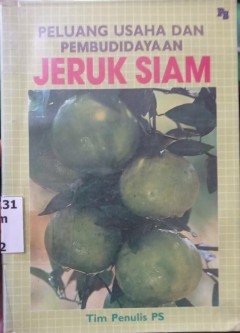 PELUANG USAHA DAN
PEMBUDIDAYAAN
JERUK SIAM
Tim Penulis PS